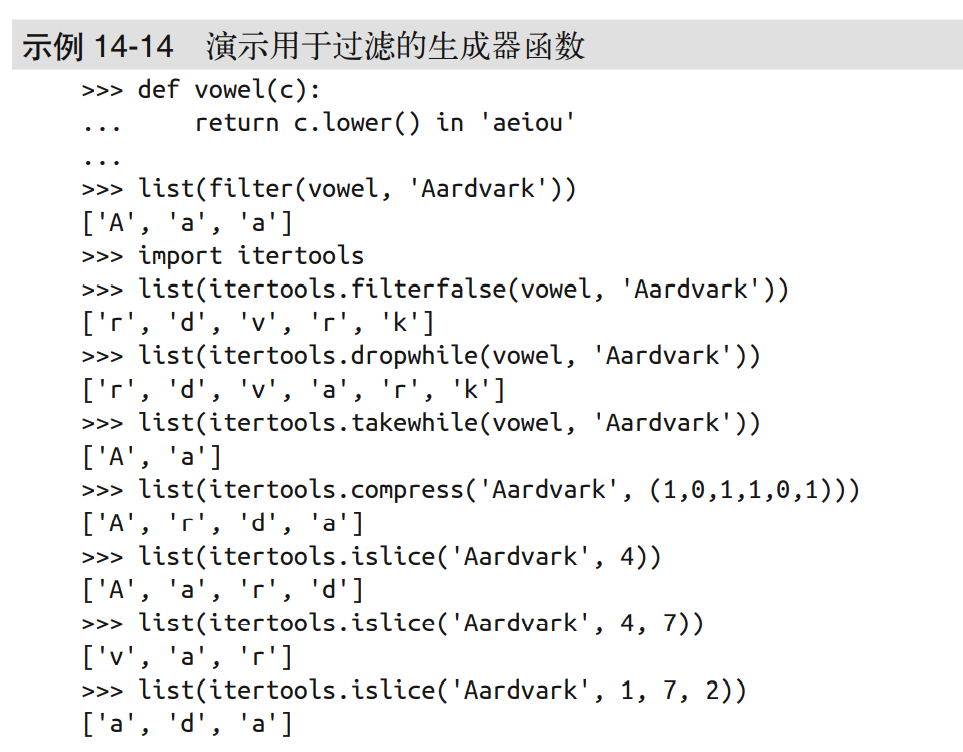 示例 14-14 演示用于过滤的生成器函数
>>> def vowel(c):
...     return c.lower() in 'aeiou'
...
>>> list(filter(vowel, 'Aardvark'))
['A', 'a', 'a']
>>> import itertools
>>> list(itertools.filterfalse(vowel, 'Aardvark'))
['r', 'd', 'v', 'r', 'k']
>>> list(itertools.dropwhile(vowel, 'Aardvark'))
['r', 'd', 'v', 'a', 'r', 'k']
>>> list(itertools.takewhile(vowel, 'Aardvark'))
['A', 'a']
>>> list(itertools.compress('Aardvark', (1,0,1,1,0,1)))
['A', 'r', 'd', 'a']
>>> list(itertools.islice('Aardvark', 4))
['A', 'a', 'r', 'd']
>>> list(itertools.islice('Aardvark', 4, 7))
['v', 'a', 'r']
>>> list(itertools.islice('Aardvark', 1, 7, 2))
['a', 'd', 'a']